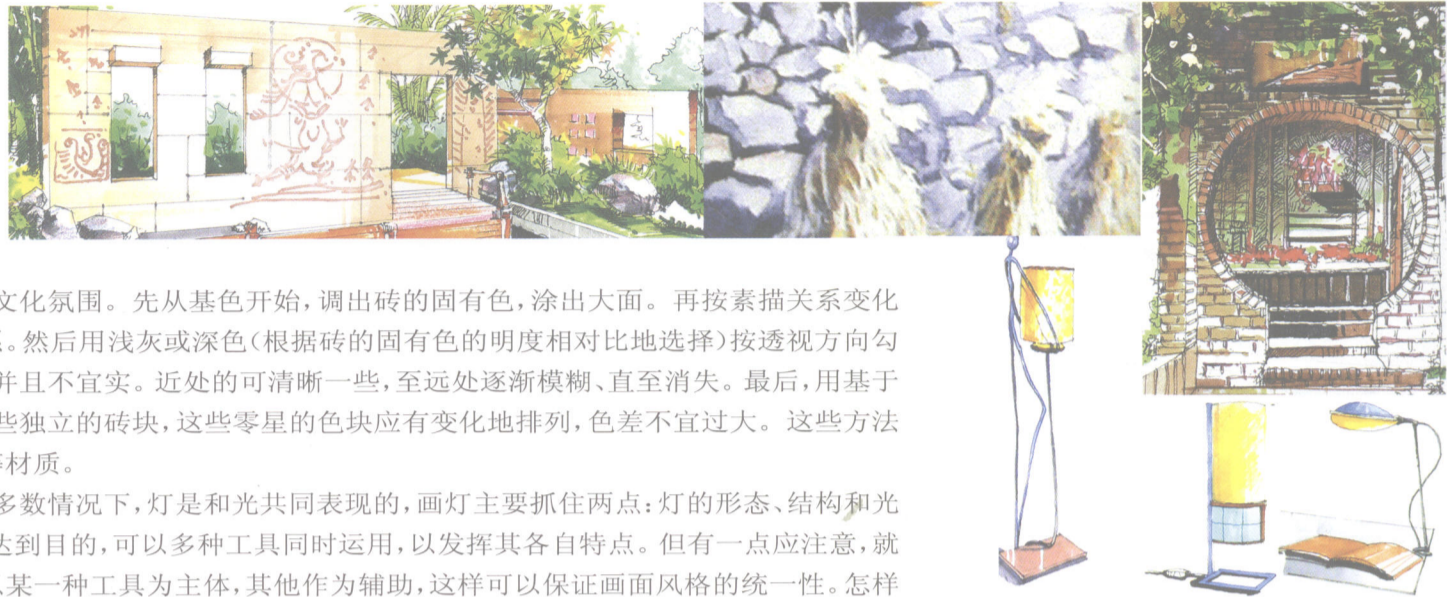 文化氛围。先从基色开始,调出砖的固有色,涂出大面。再按素描关系变化
。然后用浅灰或深色(根据砖的固有色的明度相对比地选择)按透视方向勾
并且不宜实。近处的可清晰一些,至远处逐渐模糊、直至消失。最后,用基于
些独立的砖块,这些零星的色块应有变化地排列,色差不宜过大。这些方法
等材质。
多数情况下,灯是和光共同表现的,画灯主要抓住两点:灯的形态、结构和光
达到目的,可以多种工具同时运用,以发挥其各自特点。但有一点应注意,就
某一种工具为主体,其他作为辅助,这样可以保证画面风格的统一性。怎样